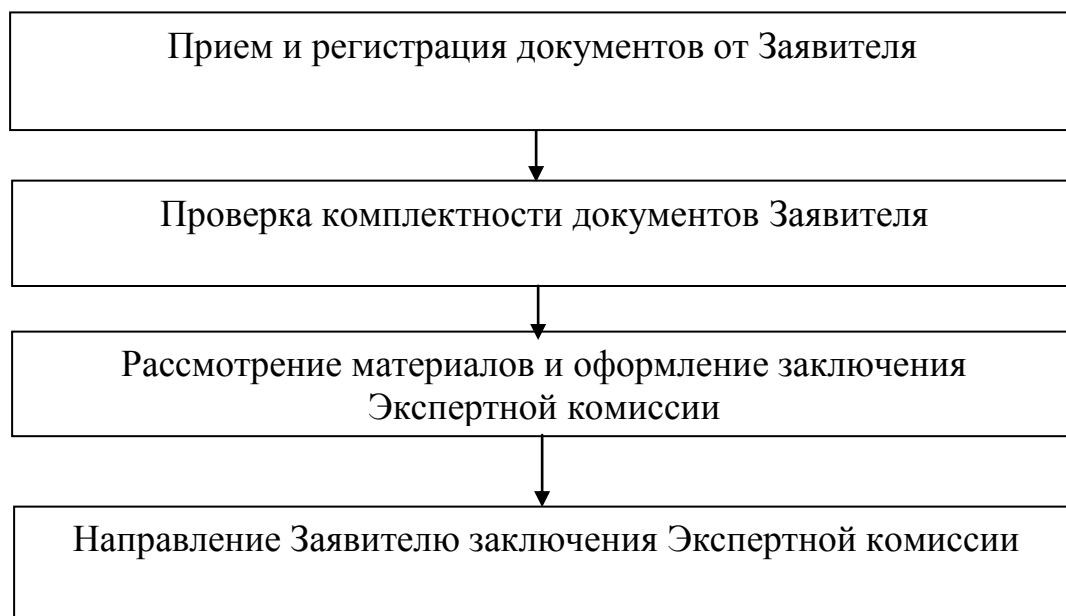 Прием и регистрация документов от Заявителя
Проверка комплектности документов Заявителя
Рассмотрение материалов и оформление заключения
Экспертной комиссии
Направление Заявителю заключения Экспертной комиссии